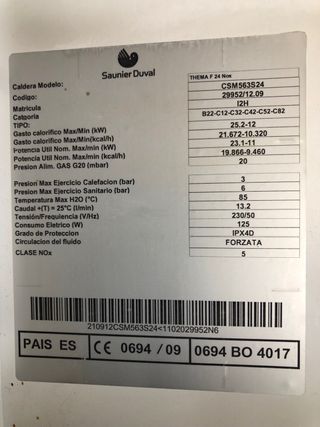 Saunier Duval
THEMA F 24 Nox
Caldera Modelo: CSM563S24
Codigo: 29952/12.09
Matricula I2H
Catgoria B22-C12-C32-C42-C52-C82
TIPO: 25.2-12
Gasto calorifico Max/Min (kW) 21.672-10.320
Gasto calorifico Max/Min(kcal/h) 23.1-11
Potencia Util Nom. Max/min (kW) 19.866-9.460
Potencia Util Nom. Max/min(kcal/h) 20
Presion Alim. GAS G20 (mbar)
Presion Max Ejercicio Calefacion (bar) 3
Presion Max Ejercicio Sanitario (bar) 6
Temperatura Max H2O (°C) 85
Caudal +(T=) = 25°C (l/min) 13.2
Tensión/Frequencia (V/Hz) 230/50
Consumo Eletrico (W) 125
Grado de Proteccion IPX4D
Circulacion del fluido FORZATA
CLASE NOx 5
210912CSM563S24<1102029952N6
PAIS ES CE 0694 / 09 0694 BO 4017